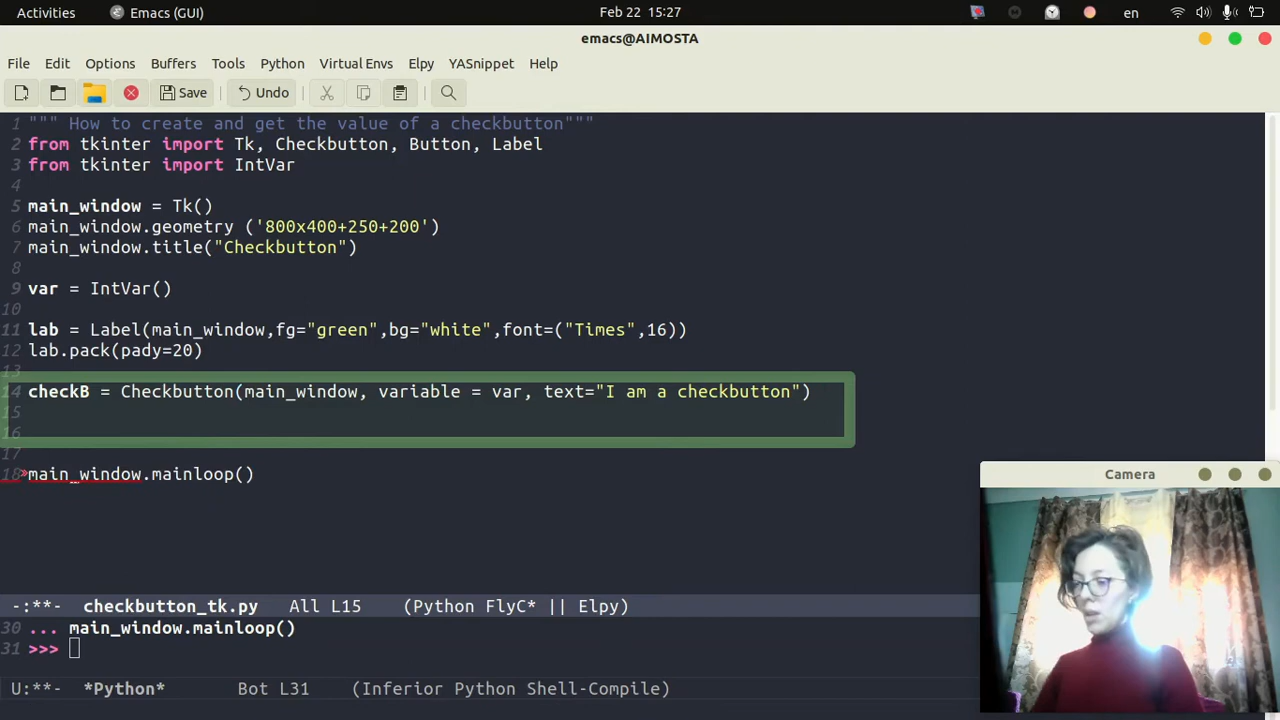 Activities Emacs (GUI) Feb 22 15:27 en
emacs@AIMOSTA
File Edit Options Buffers Tools Python Virtual Envs Elpy YASnippet Help
Save Undo
1 """ How to create and get the value of a checkbutton"""
2 from tkinter import Tk, Checkbutton, Button, Label
3 from tkinter import IntVar
4
5 main_window = Tk()
6 main_window.geometry ('800x400+250+200')
7 main_window.title("Checkbutton")
8
9 var = IntVar()
10
11 lab = Label(main_window,fg="green",bg="white",font=("Times",16))
12 lab.pack(pady=20)
13
14 checkB = Checkbutton(main_window, variable = var, text="I am a checkbutton")
15
16
17
18 main_window.mainloop()
Camera
-:**- checkbutton_tk.py All L15 (Python FlyC* || Elpy)
30 ... main_window.mainloop()
31 >>>
U:**- *Python* Bot L31 (Inferior Python Shell-Compile)